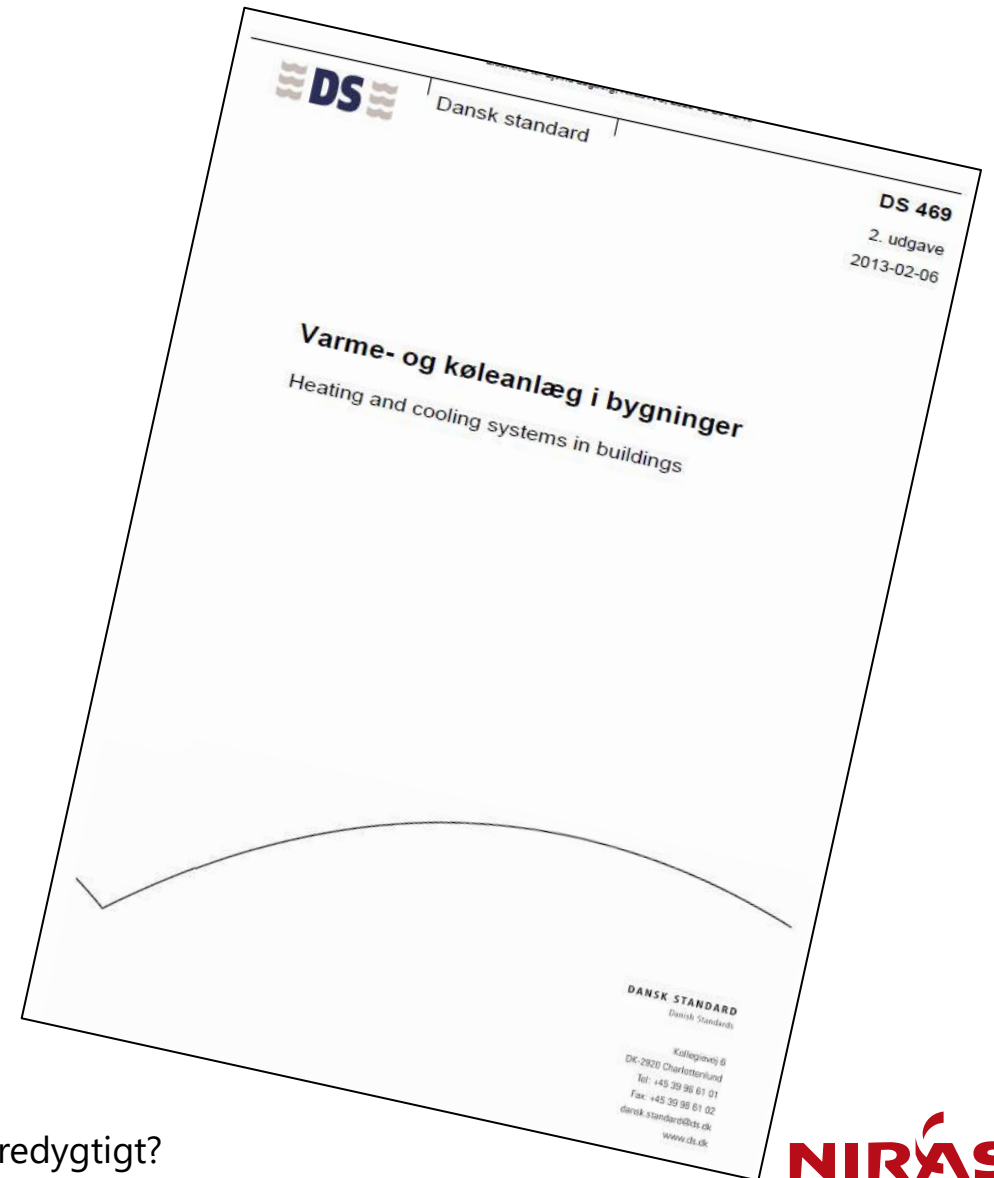 DS
Dansk standard
DS 469
2. udgave
2013-02-06
Varme- og køleanlæg i bygninger
Heating and cooling systems in buildings
DANSK STANDARD
Danish Standards
Kollegievej 6
DK-2920 Charlottenlund
Tel: +45 39 96 61 01
Fax: +45 39 96 61 02
dansk.standard@ds.dk
www.ds.dk
redygtigt?
NIRAS